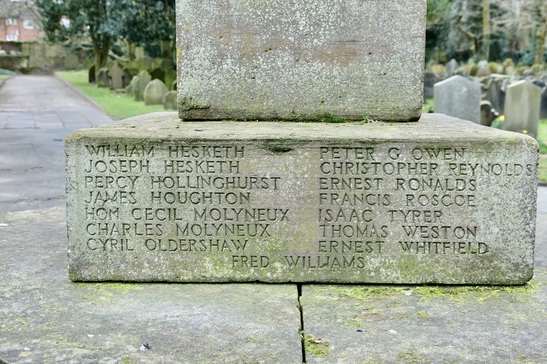 WILLIAM HESKETH
JOSEPH HESKETH
PERCY HOLLINGHURST
JAMES HOUGHTON
HON CECIL MOLYNEUX
CHARLES MOLYNEUX
CYRIL OLDERSHAW
PETER G OWEN
CHRISTOPHER REYNOLDS
ERNEST RONALDS
FRANCIS ROSCOE
ISAAC TYRER
THOMAS WESTON
ERNEST WHITFIELD
FRED WILLIAMS